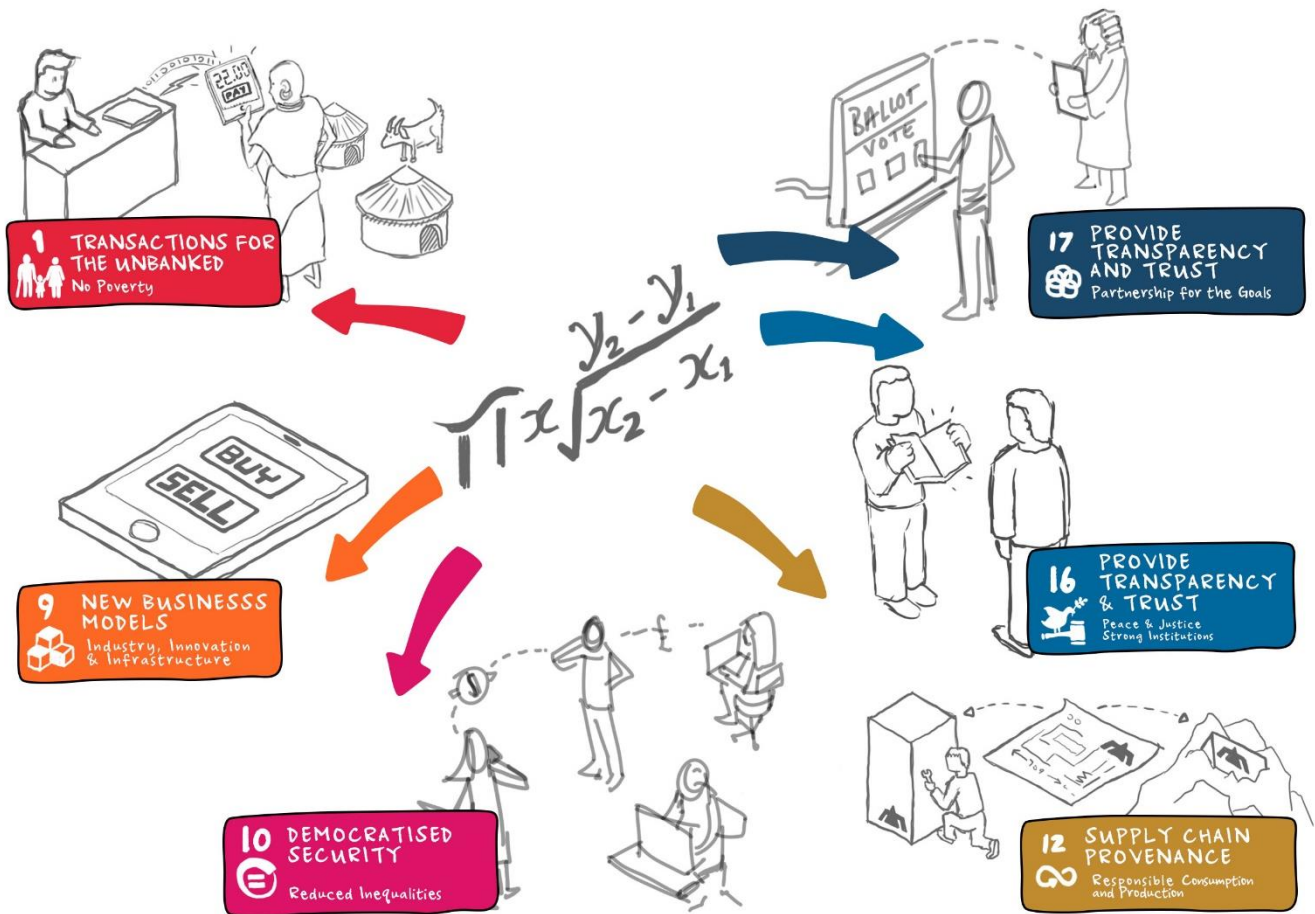 01100101011
22.00
PAY
1 TRANSACTIONS FOR
THE UNBANKED
No Poverty
BALLOT
VOTE
17 PROVIDE
TRANSPARENCY
AND TRUST
Partnership for the Goals
y₂ - y₁
π x √x₂ - x₁
BUY
SELL
9 NEW BUSINESSS
MODELS
Industry, Innovation
& Infrastructure
16 PROVIDE
TRANSPARENCY
& TRUST
Peace & Justice
Strong Institutions
$
£
10 DEMOCRATISED
SECURITY
Reduced Inequalities
12 SUPPLY CHAIN
PROVENANCE
Responsible Consumption
and Production